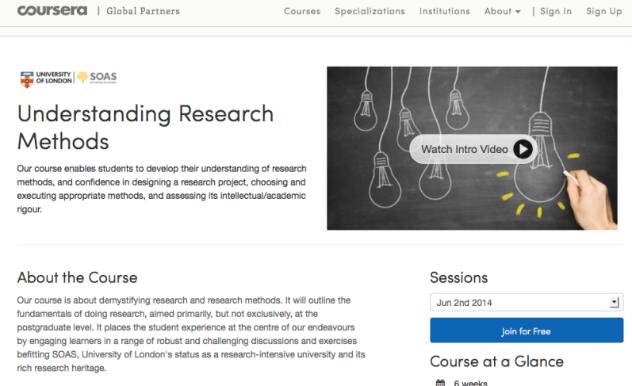 coursera | Global Partners
Courses Specializations Institutions About | Sign In Sign Up
UNIVERSITY OF LONDON SOAS
Understanding Research
Methods
Our course enables students to develop their understanding of research
methods, and confidence in designing a research project, choosing and
executing appropriate methods, and assessing its intellectual/academic
rigour.
Watch Intro Video
About the Course
Our course is about demystifying research and research methods. It will outline the
fundamentals of doing research, aimed primarily, but not exclusively, at the
postgraduate level. It places the student experience at the centre of our endeavours
by engaging learners in a range of robust and challenging discussions and exercises
befitting SOAS, University of London's status as a research-intensive university and its
rich research heritage.
Sessions
Jun 2nd 2014
Join for Free
Course at a Glance
6 weeks